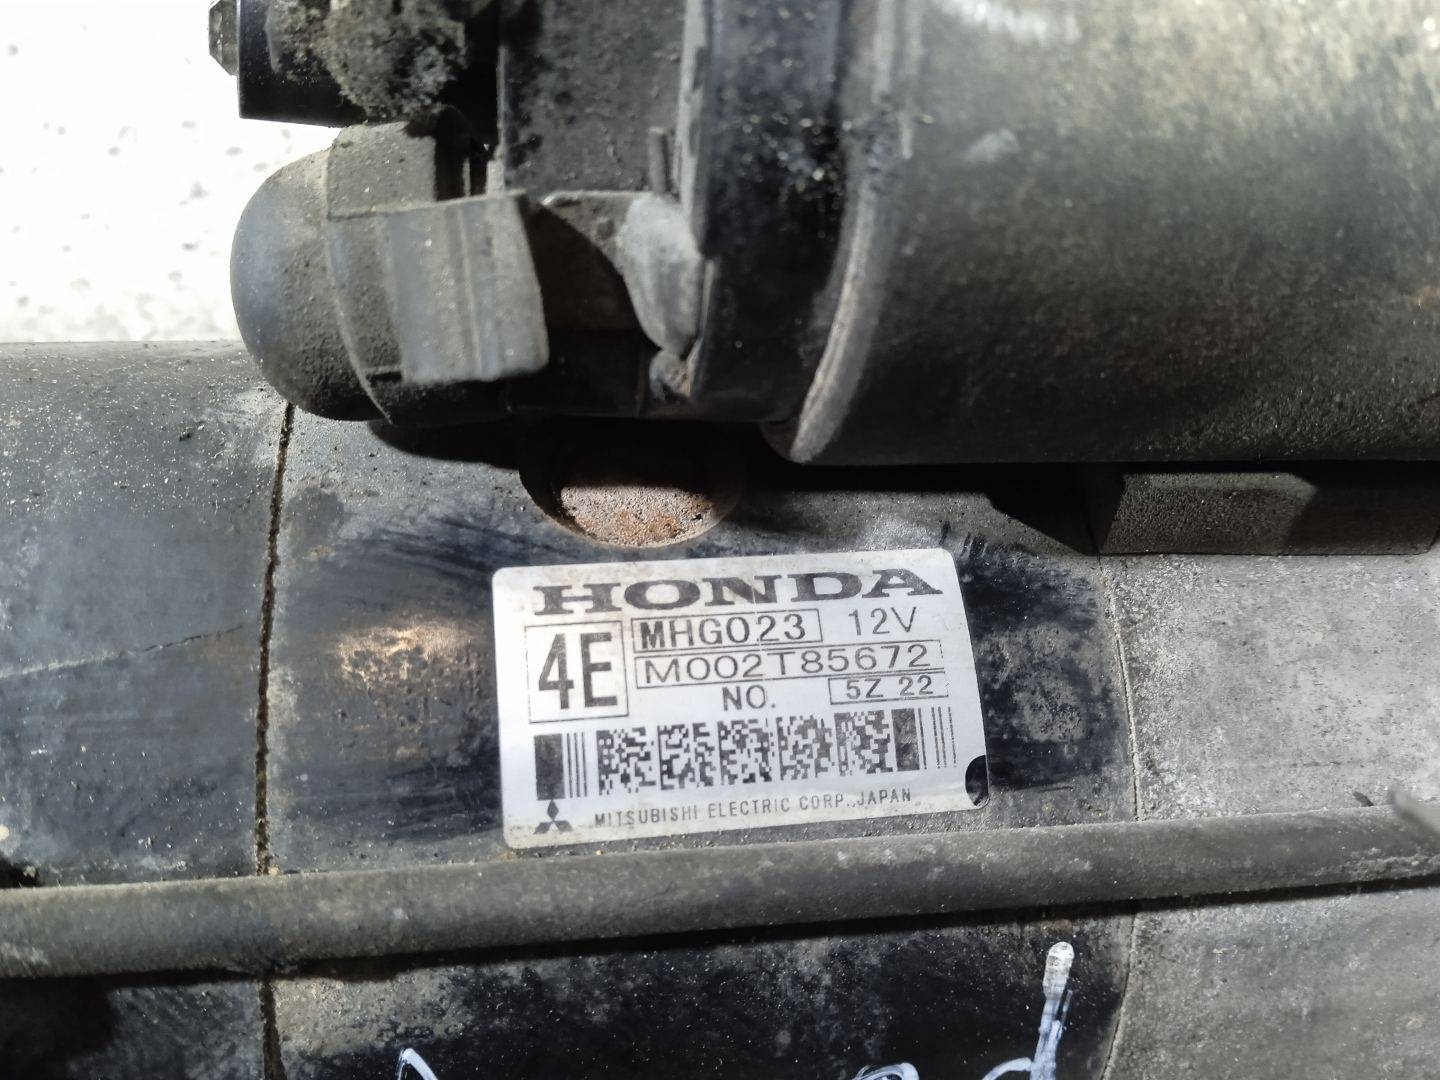 HONDA
4E
MHG023 12V
M002T85672
NO. 5Z 22
MITSUBISHI ELECTRIC CORP., JAPAN